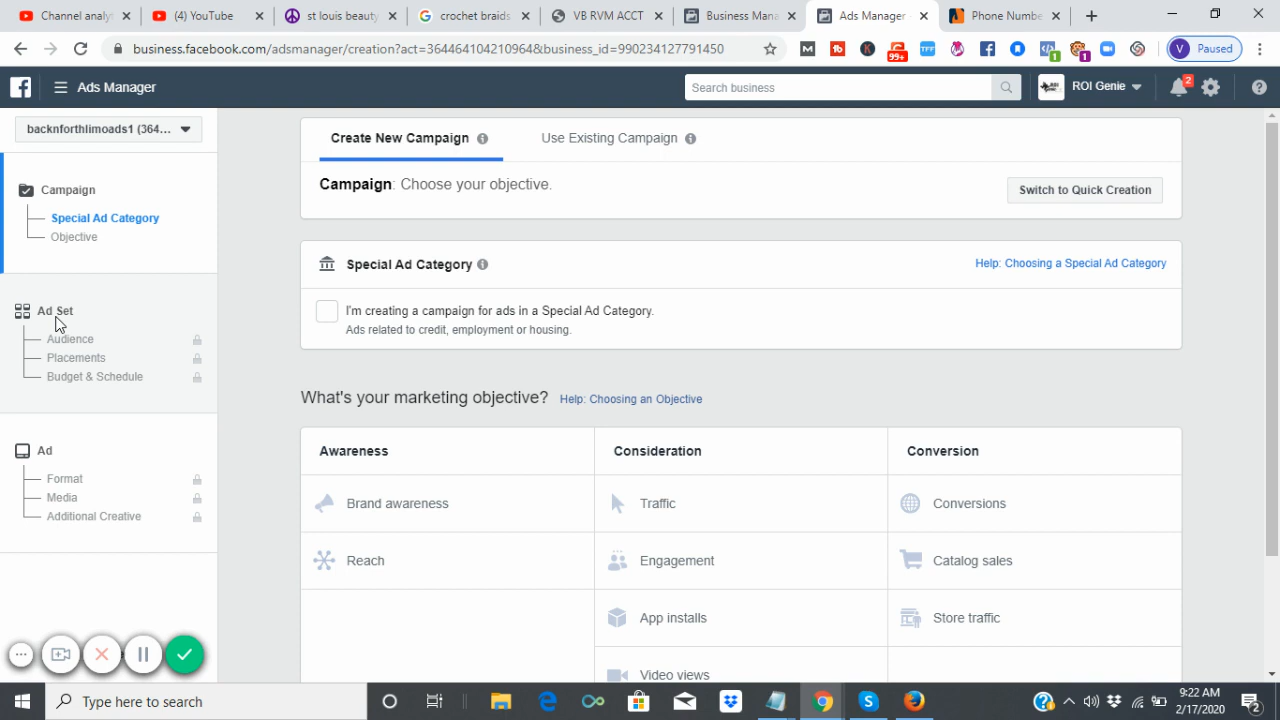 Channel analyt
(4) YouTube
st louis beauty
crochet braids
VB RVM ACCT
Business Mana
Ads Manager -
Phone Numbe
business.facebook.com/adsmanager/creation?act=364464104210964&business_id=990234127791450
99+
1
1
V
Paused
Ads Manager
Search business
ROI Genie
2
backnforthlimoads1 (364...
Create New Campaign
Use Existing Campaign
Campaign: Choose your objective.
Switch to Quick Creation
Campaign
Special Ad Category
Objective
Special Ad Category
Help: Choosing a Special Ad Category
I'm creating a campaign for ads in a Special Ad Category.
Ads related to credit, employment or housing.
Ad Set
Audience
Placements
Budget & Schedule
What's your marketing objective?
Help: Choosing an Objective
Ad
Format
Media
Additional Creative
Awareness
Consideration
Conversion
Brand awareness
Traffic
Conversions
Reach
Engagement
Catalog sales
App installs
Store traffic
Video views
Type here to search
9:22 AM
2/17/2020
2